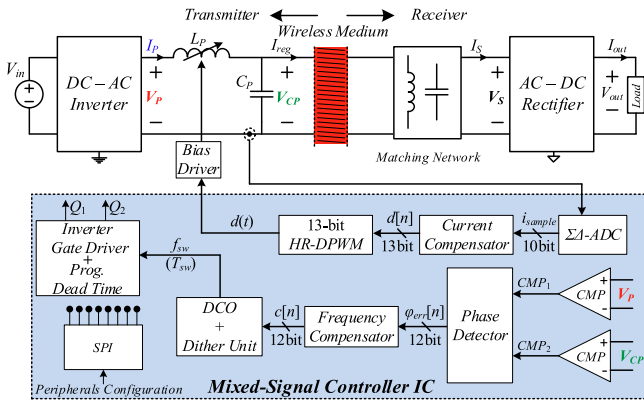 Transmitter
Receiver
Wireless Medium
V_in
DC – AC
Inverter
I_P
V_P
L_P
C_P
I_reg
V_CP
Matching Network
I_S
V_S
AC – DC
Rectifier
I_out
V_out
Load
Bias
Driver
Q_1
Q_2
Inverter
Gate Driver
+
Prog.
Dead Time
d(t)
13-bit
HR-DPWM
d[n]
13bit
Current
Compensator
i_sample
10bit
ΣΔ-ADC
f_sw
(T_sw)
DCO
+
Dither Unit
c[n]
12bit
Frequency
Compensator
φ_err[n]
12bit
Phase
Detector
CMP_1
CMP
V_P
CMP_2
CMP
V_CP
SPI
Peripherals Configuration
Mixed-Signal Controller IC